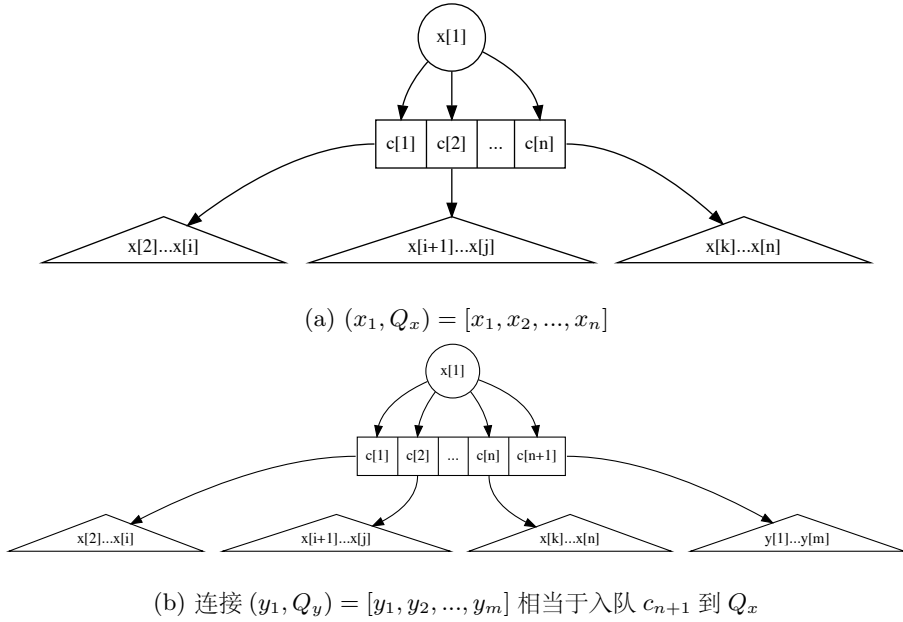 x[1]
c[1] c[2] ... c[n]
x[2]...x[i] x[i+1]...x[j] x[k]...x[n]
(a) (x₁, Qₓ) = [x₁, x₂, ..., xₙ]
x[1]
c[1] c[2] ... c[n] c[n+1]
x[2]...x[i] x[i+1]...x[j] x[k]...x[n] y[1]...y[m]
(b) 连接 (y₁, Q_y) = [y₁, y₂, ..., yₘ] 相当于入队 cₙ₊₁ 到 Qₓ